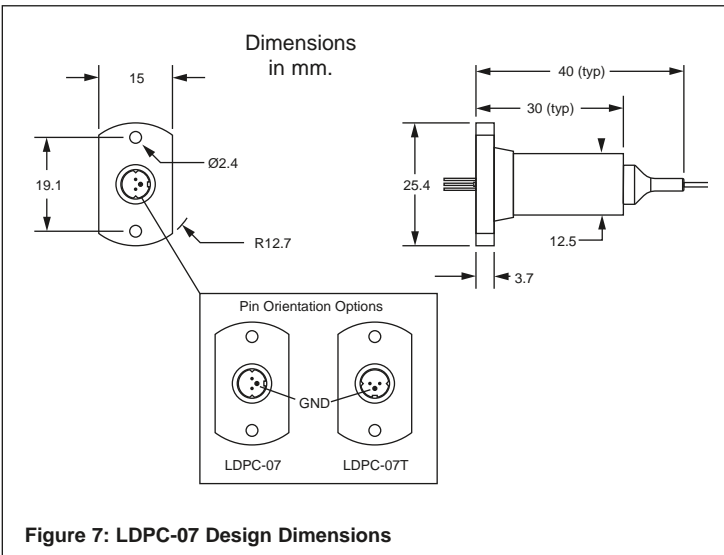 Dimensions
in mm.
15
Ø2.4
19.1
R12.7
40 (typ)
30 (typ)
25.4
12.5
3.7
Pin Orientation Options
GND
LDPC-07
LDPC-07T
Figure 7: LDPC-07 Design Dimensions